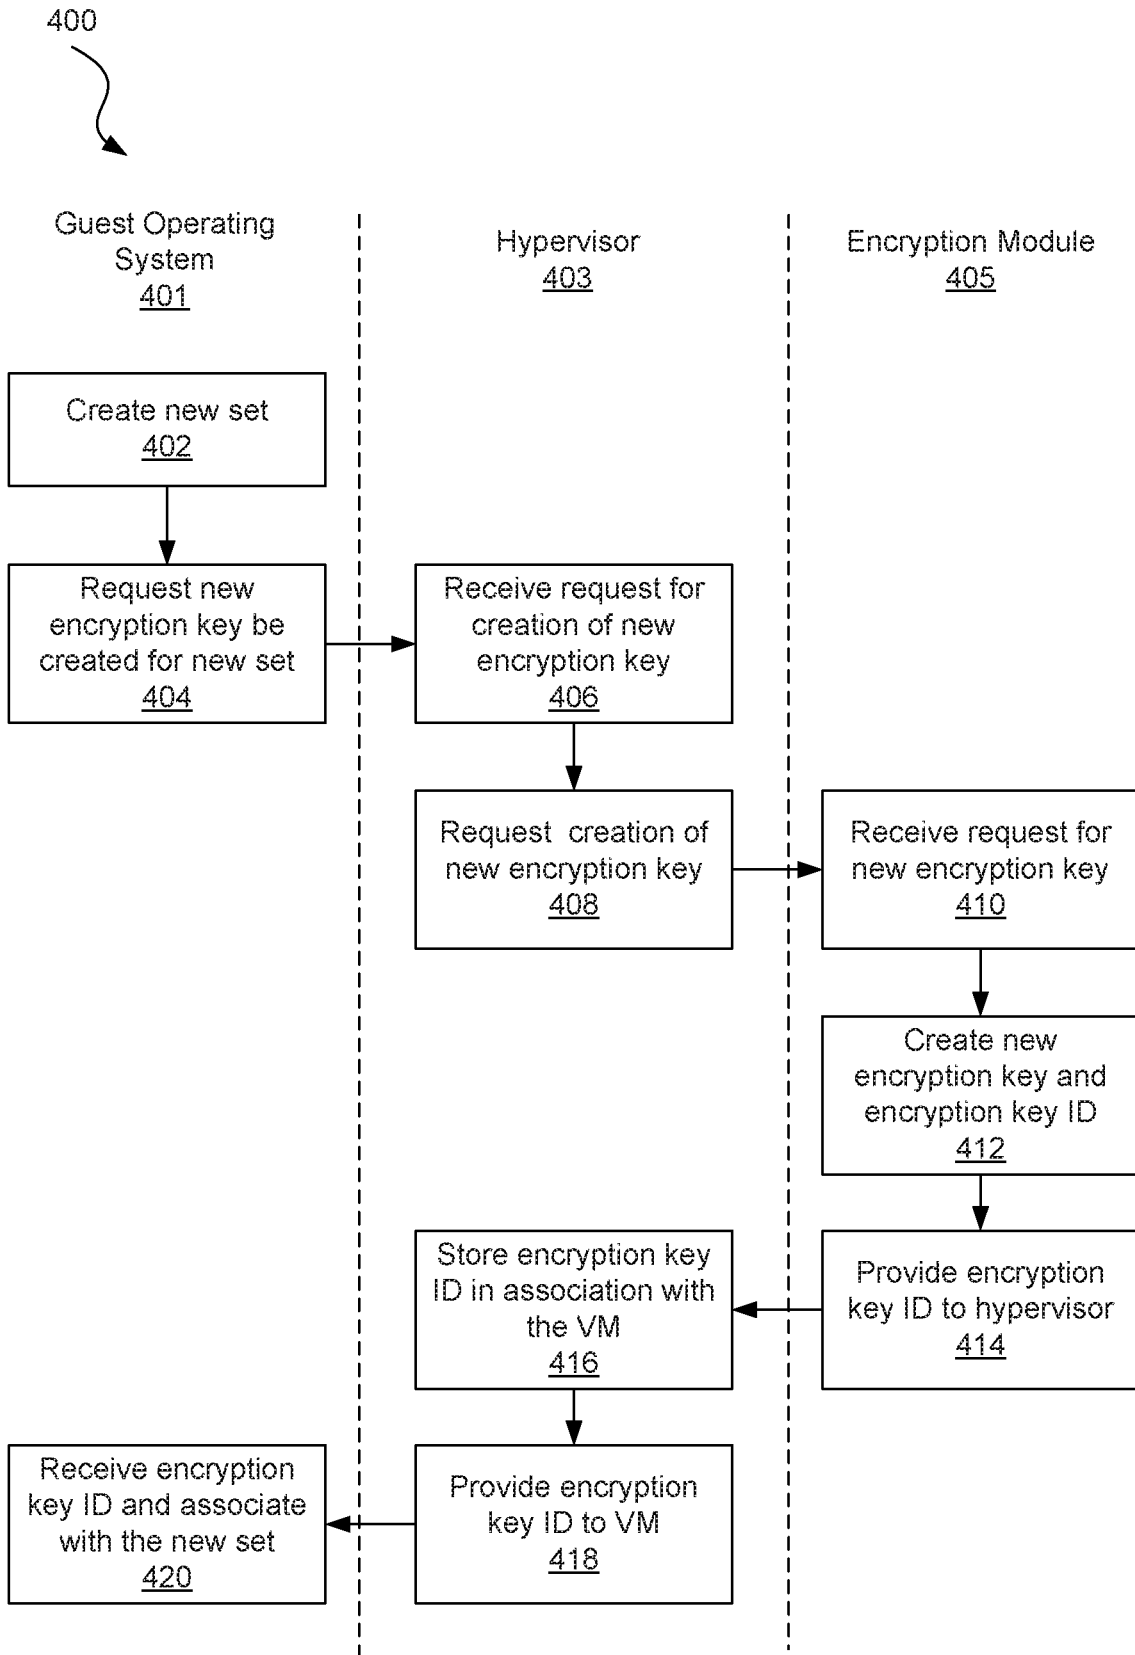 400
Guest Operating
System
401
Hypervisor
403
Encryption Module
405
Create new set
402
Request new
encryption key be
created for new set
404
Receive request for
creation of new
encryption key
406
Request creation of
new encryption key
408
Receive request for
new encryption key
410
Create new
encryption key and
encryption key ID
412
Provide encryption
key ID to hypervisor
414
Store encryption key
ID in association with
the VM
416
Provide encryption
key ID to VM
418
Receive encryption
key ID and associate
with the new set
420